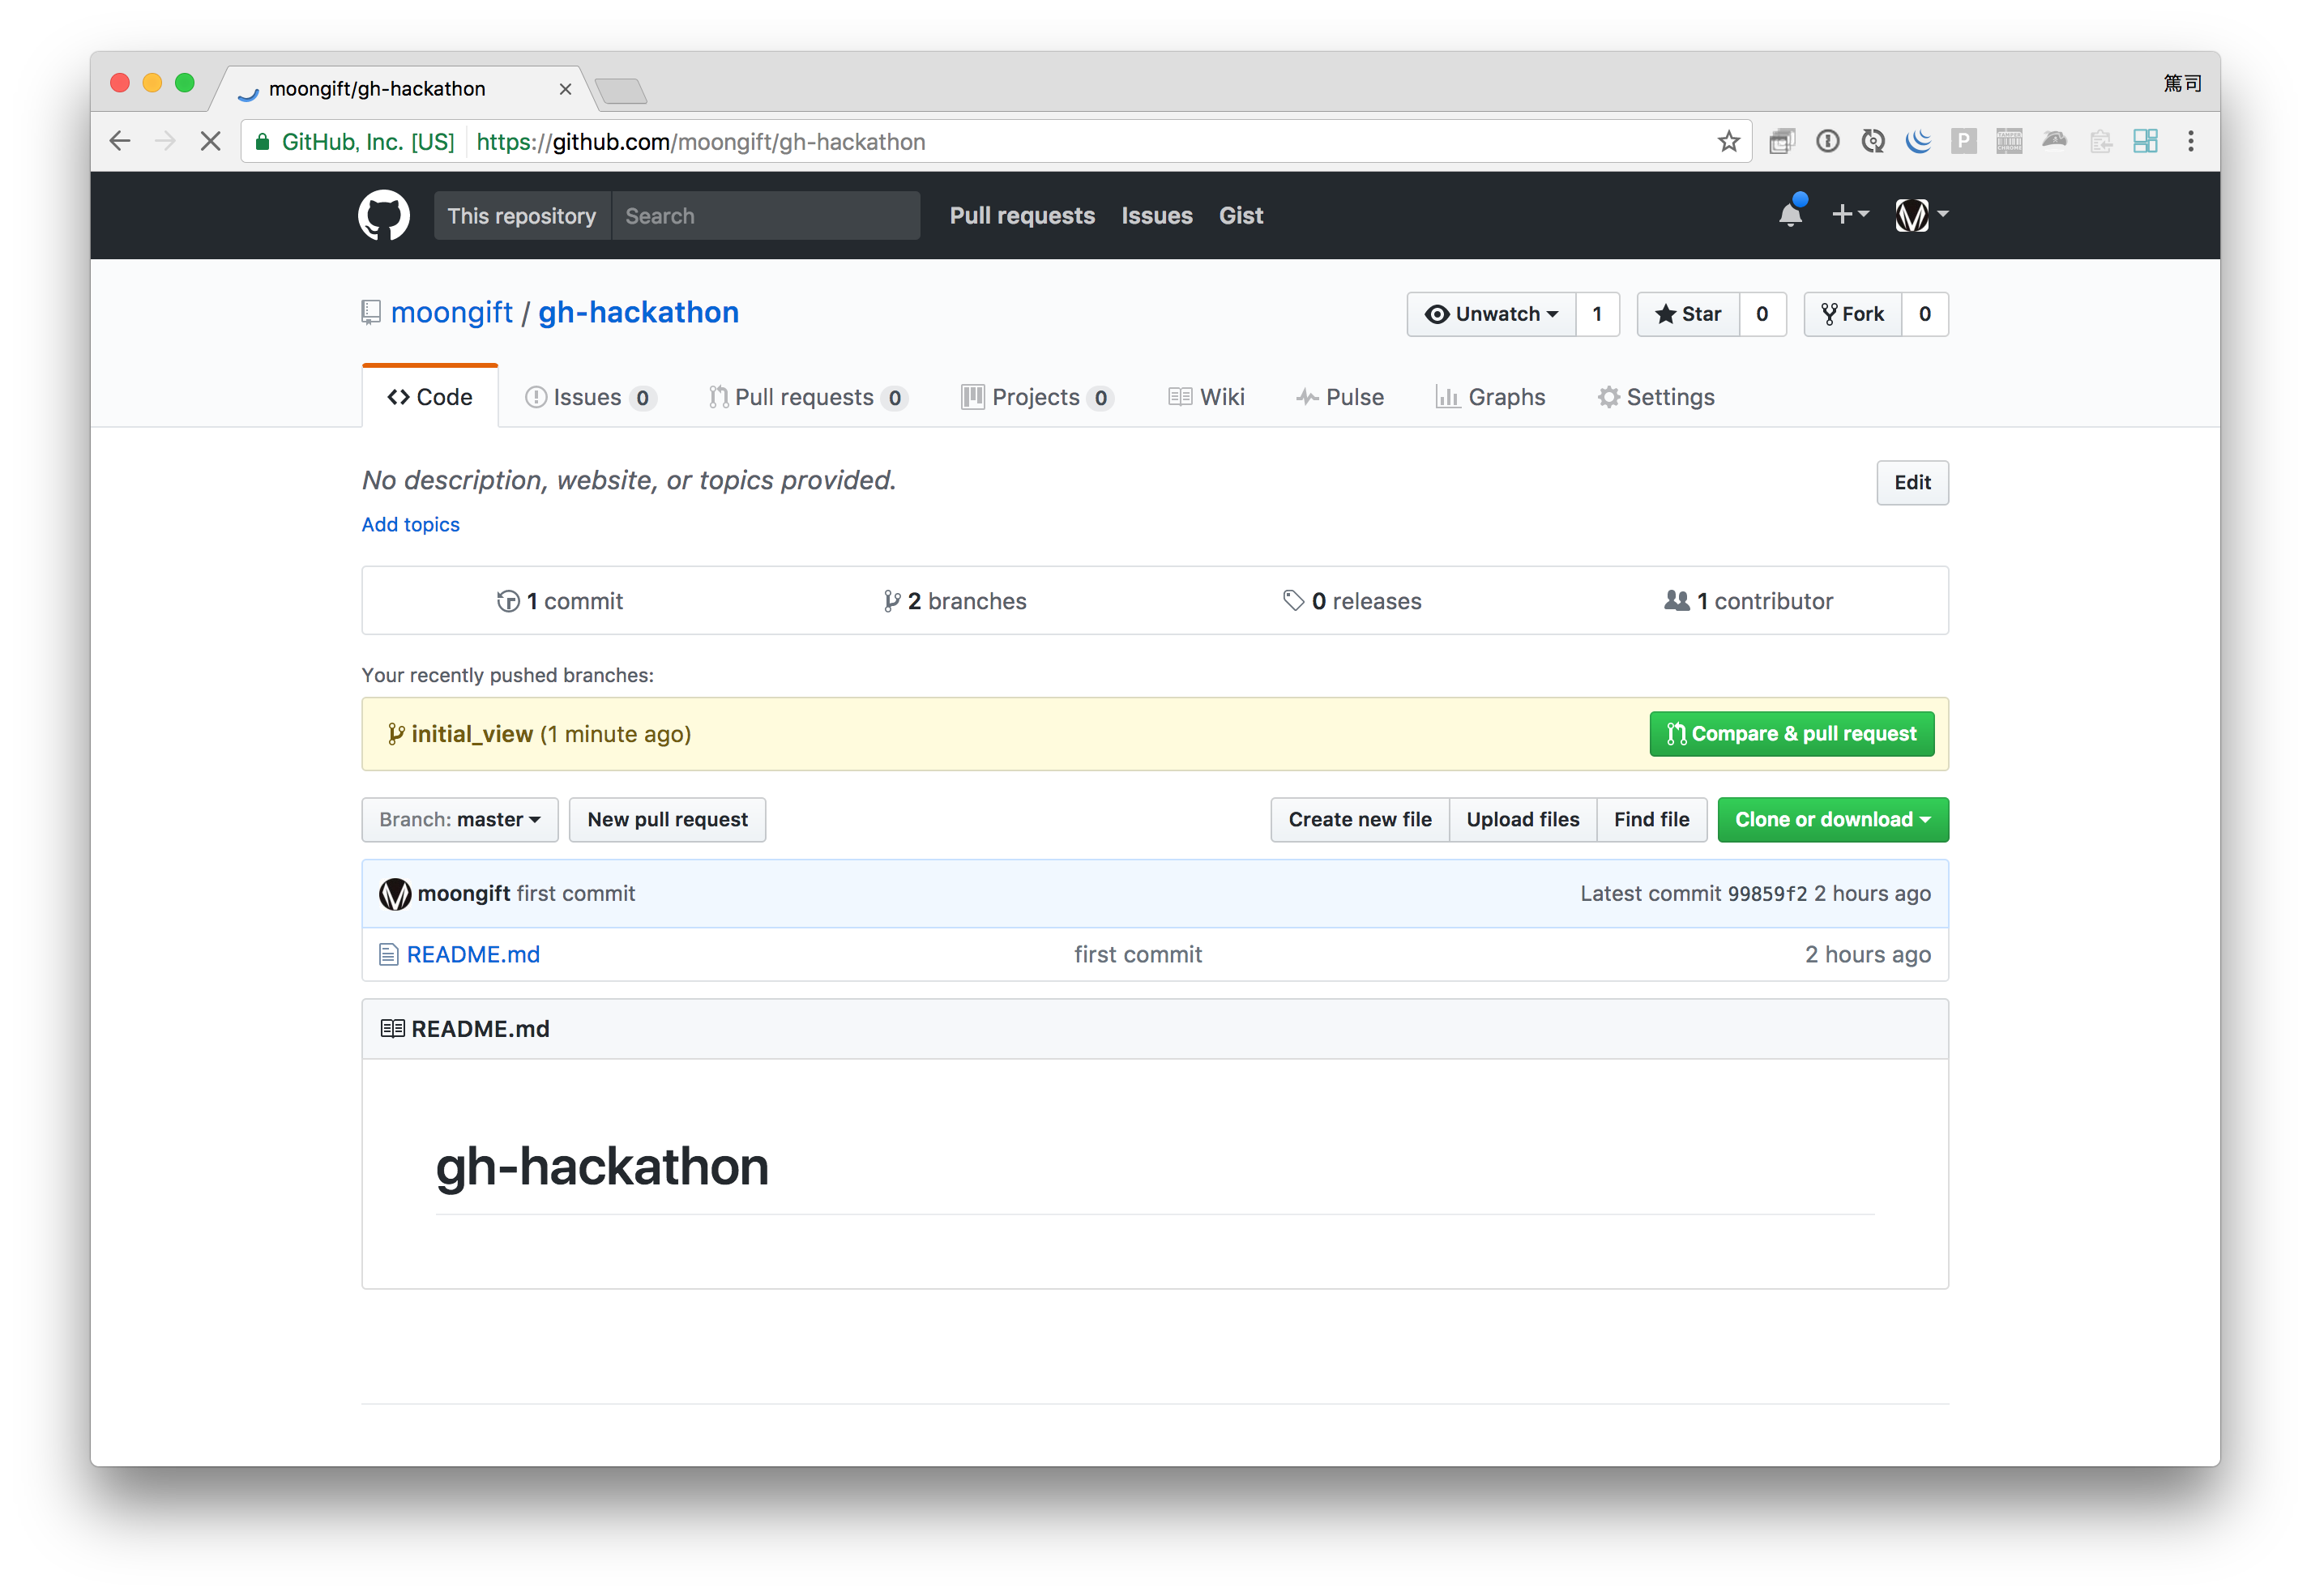 moongift/gh-hackathon
篤司
GitHub, Inc. [US] https://github.com/moongift/gh-hackathon
This repository Search Pull requests Issues Gist
moongift / gh-hackathon Unwatch 1 Star 0 Fork 0
Code Issues 0 Pull requests 0 Projects 0 Wiki Pulse Graphs Settings
No description, website, or topics provided. Edit
Add topics
1 commit 2 branches 0 releases 1 contributor
Your recently pushed branches:
initial_view (1 minute ago) Compare & pull request
Branch: master New pull request Create new file Upload files Find file Clone or download
moongift first commit Latest commit 99859f2 2 hours ago
README.md first commit 2 hours ago
README.md
gh-hackathon